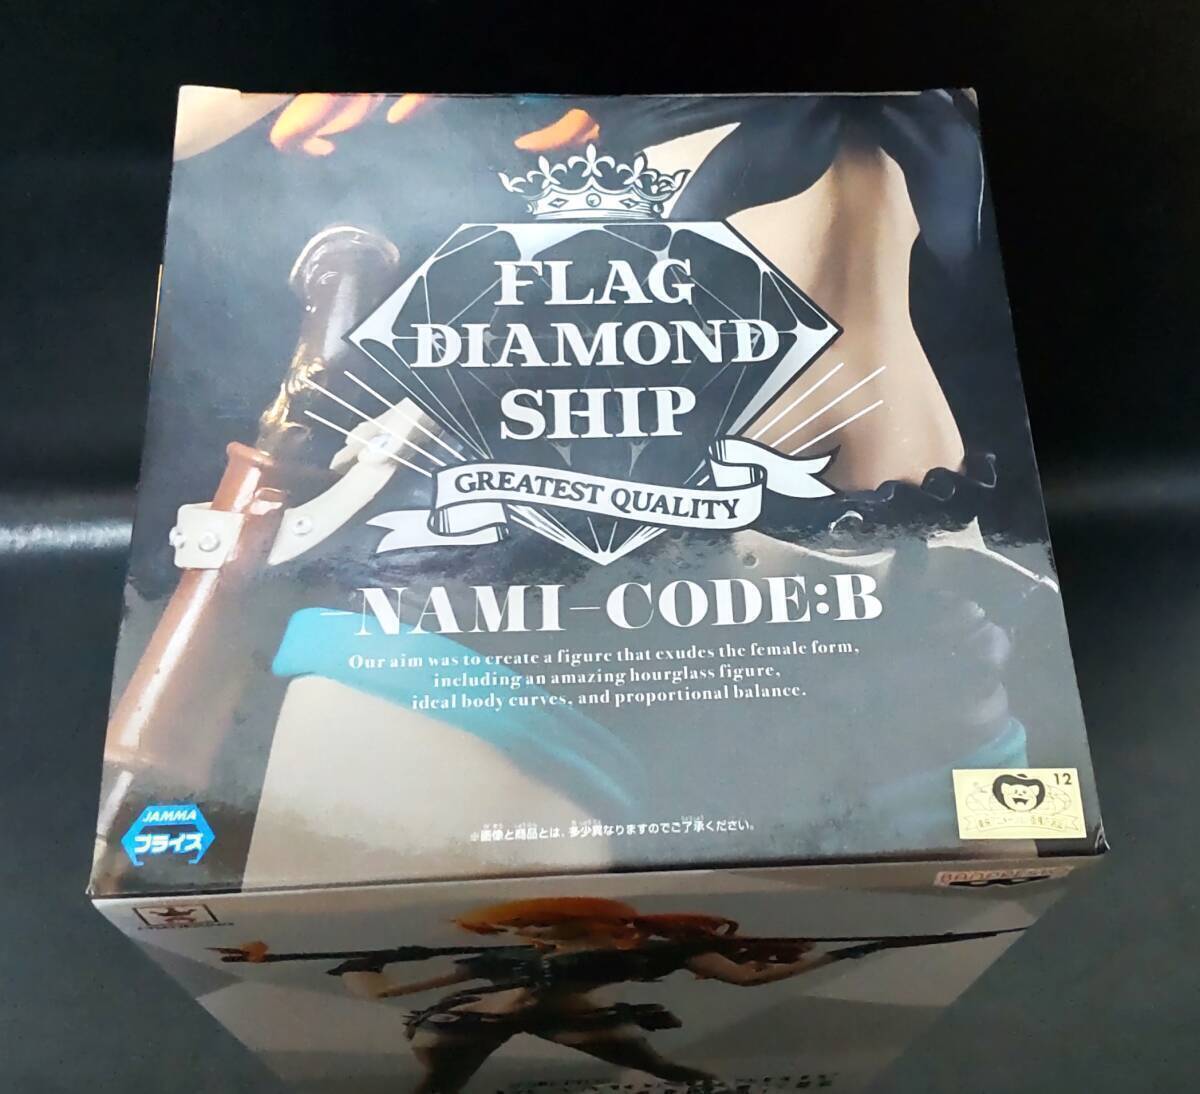 FLAG
DIAMOND
SHIP
GREATEST QUALITY
-NAMI-CODE:B
Our aim was to create a figure that exudes the female form,
including an amazing hourglass figure,
ideal body curves, and proportional balance.
JAMMA
プライズ
※画像と商品とは、多少異なりますのでご了承ください。
12
BANPRESTO